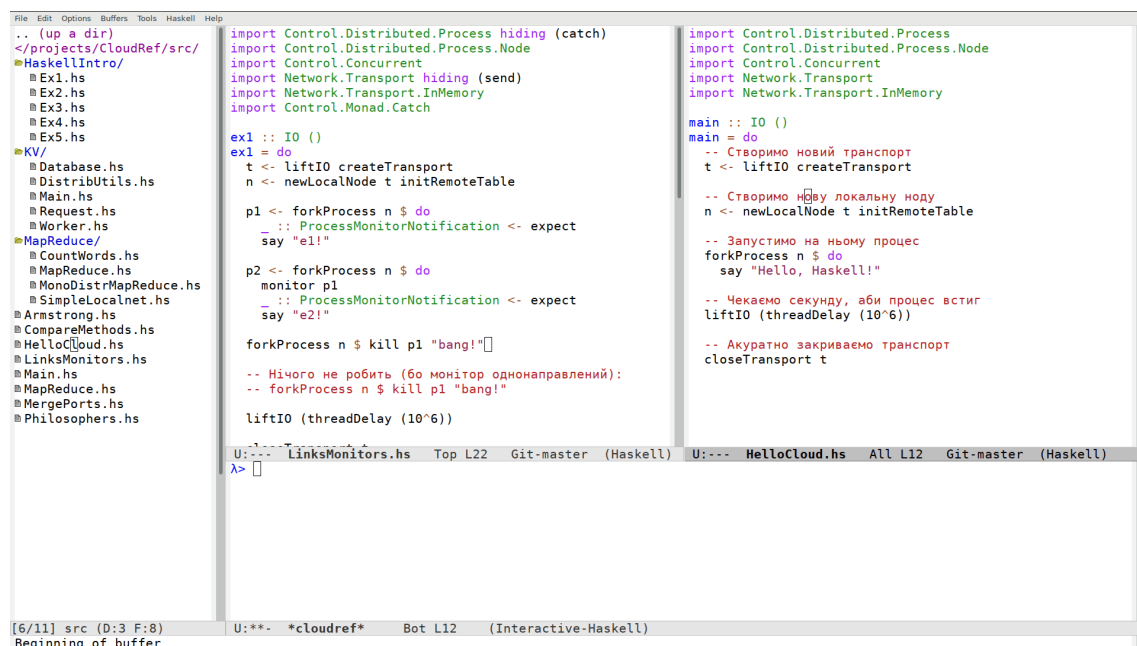 File Edit Options Buffers Tools Haskell Help
.. (up a dir)
</projects/CloudRef/src/
HaskellIntro/
Ex1.hs
Ex2.hs
Ex3.hs
Ex4.hs
Ex5.hs
KV/
Database.hs
DistribUtils.hs
Main.hs
Request.hs
Worker.hs
MapReduce/
CountWords.hs
MapReduce.hs
MonoDistrMapReduce.hs
SimpleLocalnet.hs
Armstrong.hs
CompareMethods.hs
HelloCloud.hs
LinksMonitors.hs
Main.hs
MapReduce.hs
MergePorts.hs
Philosophers.hs
[6/11] src (D:3 F:8)
import Control.Distributed.Process hiding (catch)
import Control.Distributed.Process.Node
import Control.Concurrent
import Network.Transport hiding (send)
import Network.Transport.InMemory
import Control.Monad.Catch
ex1 :: IO ()
ex1 = do
t <- liftIO createTransport
n <- newLocalNode t initRemoteTable
p1 <- forkProcess n $ do
_ :: ProcessMonitorNotification <- expect
say "e1!"
p2 <- forkProcess n $ do
monitor p1
_ :: ProcessMonitorNotification <- expect
say "e2!"
forkProcess n $ kill p1 "bang!"
-- Нічого не робить (бо монітор однонаправлений):
-- forkProcess n $ kill p1 "bang!"
liftIO (threadDelay (10^6))
closeTransport t
U:--- LinksMonitors.hs Top L22 Git-master (Haskell)
import Control.Distributed.Process
import Control.Distributed.Process.Node
import Control.Concurrent
import Network.Transport
import Network.Transport.InMemory
main :: IO ()
main = do
-- Створимо новий транспорт
t <- liftIO createTransport
-- Створимо нову локальну ноду
n <- newLocalNode t initRemoteTable
-- Запустимо на ньому процес
forkProcess n $ do
say "Hello, Haskell!"
-- Чекаємо секунду, аби процес встиг
liftIO (threadDelay (10^6))
-- Акуратно закриваємо транспорт
closeTransport t
U:--- HelloCloud.hs All L12 Git-master (Haskell)
λ>
U:**- *cloudref* Bot L12 (Interactive-Haskell)
Beginning of buffer